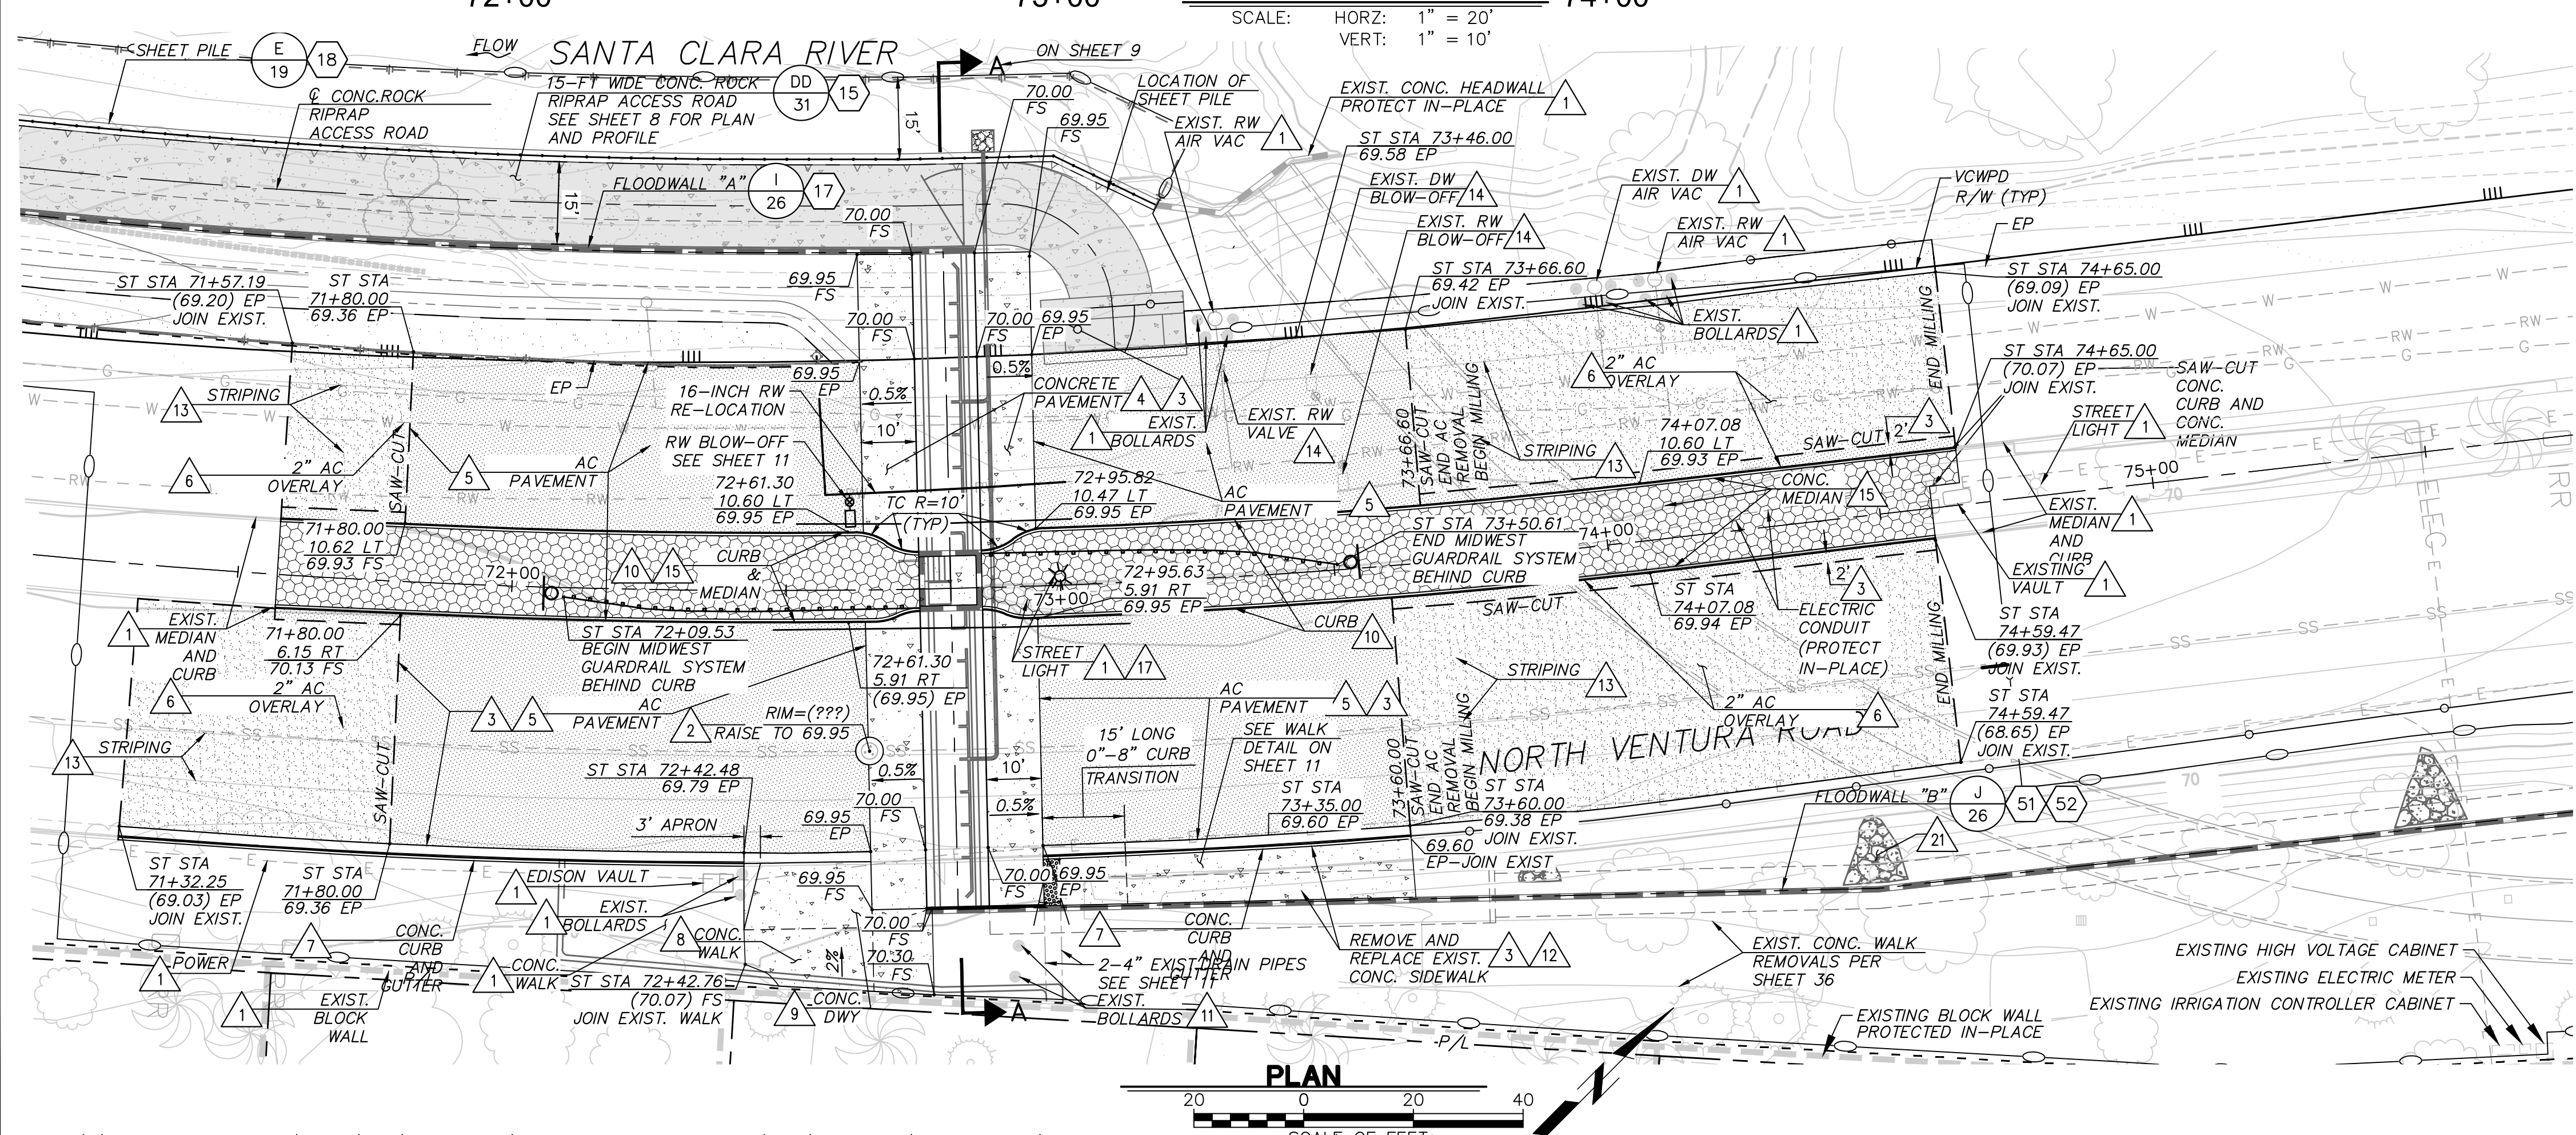 72+00
73+00
74+00
SCALE: HORZ: 1" = 20'
VERT: 1" = 10'
SHEET PILE
E
19
18
FLOW
SANTA CLARA RIVER
A
ON SHEET 9
℄ CONC.ROCK
RIPRAP
ACCESS ROAD
15-FT WIDE CONC. ROCK
RIPRAP ACCESS ROAD
SEE SHEET 8 FOR PLAN
AND PROFILE
DD
31
15
15'
70.00
FS
69.95
FS
LOCATION OF
SHEET PILE
EXIST. RW
AIR VAC
1
EXIST. CONC. HEADWALL
PROTECT IN-PLACE
1
ST STA 73+46.00
69.58 EP
EXIST. DW
BLOW-OFF
14
EXIST. RW
BLOW-OFF
14
EXIST. DW
AIR VAC
1
EXIST. RW
AIR VAC
1
VCWPD
R/W (TYP)
EP
65
15'
FLOODWALL "A"
I
26
17
70.00
FS
69.95
FS
ST STA 71+57.19
(69.20) EP
JOIN EXIST.
ST STA
71+80.00
69.36 EP
70.00
FS
70.00
FS
69.95
EP
ST STA 73+66.60
69.42 EP
JOIN EXIST.
EXIST.
BOLLARDS
1
END MILLING
ST STA 74+65.00
(69.09) EP
JOIN EXIST.
ST STA 74+65.00
(70.07) EP
JOIN EXIST.
SAW-CUT
CONC.
CURB AND
CONC.
MEDIAN
STREET
LIGHT
1
13
STRIPING
EP
16-INCH RW
RE-LOCATION
69.95
EP
0.5%
10'
0.5%
CONCRETE
PAVEMENT
4
3
1
EXIST.
BOLLARDS
EXIST. RW
VALVE
14
73+66.60
SAW-CUT
END AC
REMOVAL
BEGIN MILLING
6
2" AC
OVERLAY
STRIPING
13
74+07.08
10.60 LT
69.93 EP
SAW-CUT
2'
3
RW BLOW-OFF
SEE SHEET 11
6
2" AC
OVERLAY
SAW-CUT
5
AC
PAVEMENT
72+61.30
10.60 LT
69.95 EP
TC R=10'
(TYP)
72+95.82
10.47 LT
69.95 EP
AC
PAVEMENT
5
CONC.
MEDIAN
15
75+00
70
EXIST.
MEDIAN
AND
CURB
1
71+80.00
10.62 LT
69.93 FS
72+00
10
15
CURB
&
MEDIAN
73+00
72+95.63
5.91 RT
69.95 EP
ST STA 73+50.61
END MIDWEST
GUARDRAIL SYSTEM
BEHIND CURB
74+00
EXISTING
VAULT
1
1
EXIST.
MEDIAN
AND
CURB
71+80.00
6.15 RT
70.13 FS
ST STA 72+09.53
BEGIN MIDWEST
GUARDRAIL SYSTEM
BEHIND CURB
72+61.30
5.91 RT
(69.95) EP
STREET
LIGHT
1
17
CURB
10
SAW-CUT
ST STA
74+07.08
69.94 EP
2'
3
ELECTRIC
CONDUIT
(PROTECT
IN-PLACE)
END MILLING
ST STA
74+59.47
(69.93) EP
JOIN EXIST.
ST STA
74+59.47
(68.65) EP
JOIN EXIST.
6
2" AC
OVERLAY
3
5
AC
PAVEMENT
2
RIM=(???)
RAISE TO 69.95
AC
PAVEMENT
5
3
STRIPING
13
2" AC
OVERLAY
6
13
STRIPING
SAW-CUT
ST STA 72+42.48
69.79 EP
0.5%
10'
0.5%
15' LONG
0"-8" CURB
TRANSITION
SEE WALK
DETAIL ON
SHEET 11
73+60.00
SAW-CUT
END AC
REMOVAL
BEGIN MILLING
NORTH VENTURA ROAD
ST STA
73+35.00
69.60 EP
ST STA
73+60.00
69.38 EP
JOIN EXIST.
FLOODWALL "B"
J
26
51
52
3' APRON
69.95
EP
70.00
FS
69.60
EP-JOIN EXIST
21
70
ST STA
71+32.25
(69.03) EP
JOIN EXIST.
ST STA
71+80.00
69.36 EP
1
EDISON VAULT
69.95
FS
70.00
FS
69.95
EP
1
EXIST.
BOLLARDS
7
CONC.
CURB
AND
GUTTER
8
CONC.
WALK
70.00
FS
70.30
FS
2%
7
CONC.
CURB
AND
GUTTER
REMOVE AND
REPLACE EXIST.
CONC. SIDEWALK
3
12
EXIST. CONC. WALK
REMOVALS PER
SHEET 36
1
POWER
P/L
1
CONC.
WALK
ST STA 72+42.76
(70.07) FS
JOIN EXIST. WALK
9
CONC.
DWY
2-4" EXIST DRAIN PIPES
SEE SHEET 11
EXIST.
BOLLARDS
11
A
1
EXIST.
BLOCK
WALL
P/L
EXISTING BLOCK WALL
PROTECTED IN-PLACE
EXISTING HIGH VOLTAGE CABINET
EXISTING ELECTRIC METER
EXISTING IRRIGATION CONTROLLER CABINET
PLAN
20 0 20 40
SCALE OF FEET